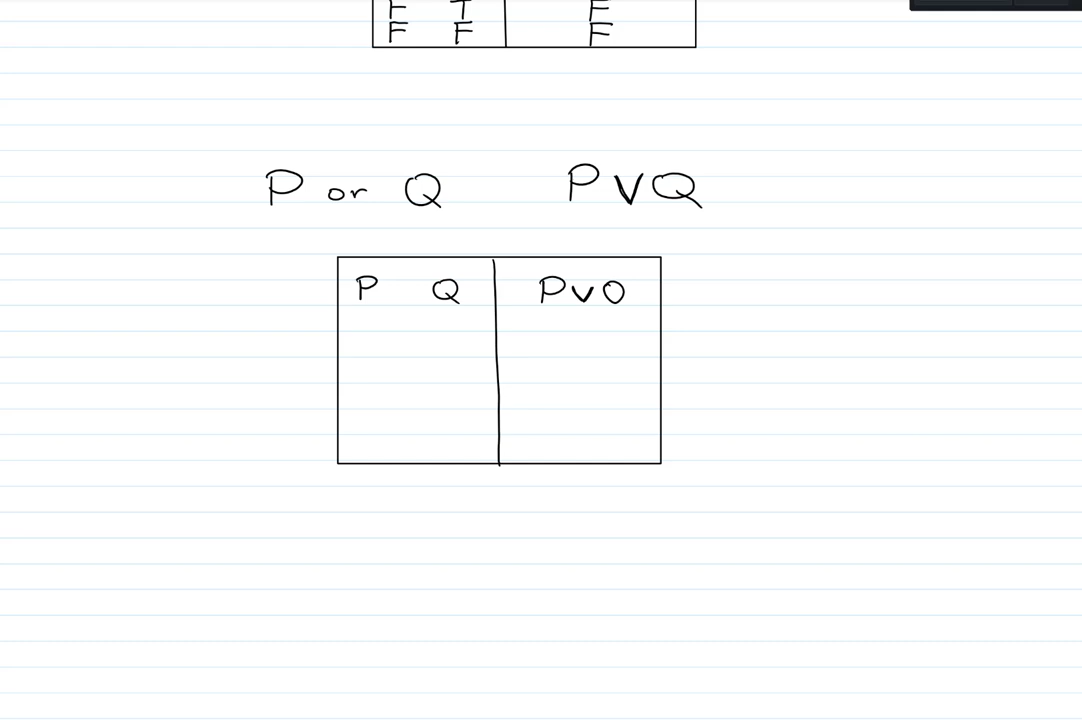 F T F
F F F
P or Q P∨Q
P Q P∨O